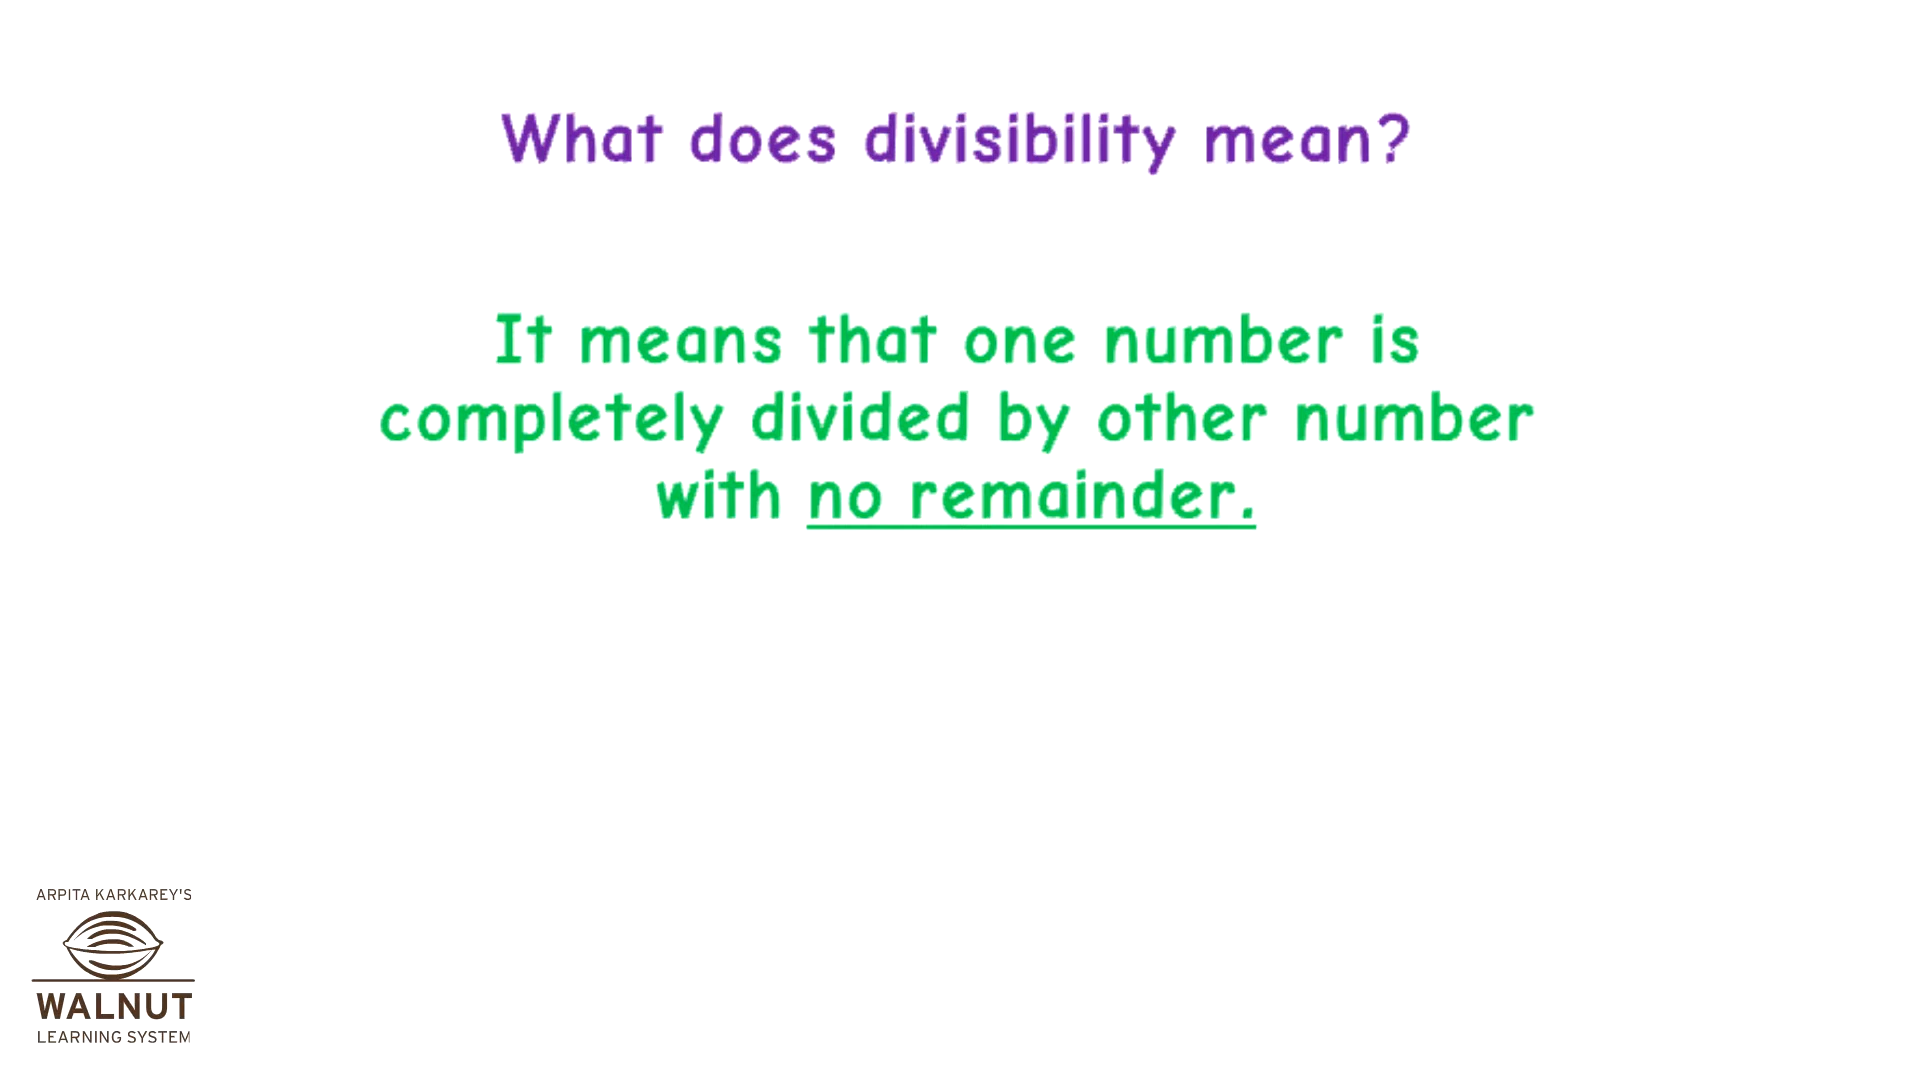 What does divisibility mean?
It means that one number is
completely divided by other number
with no remainder.
ARPITA KARKAREY'S
WALNUT
LEARNING SYSTEM